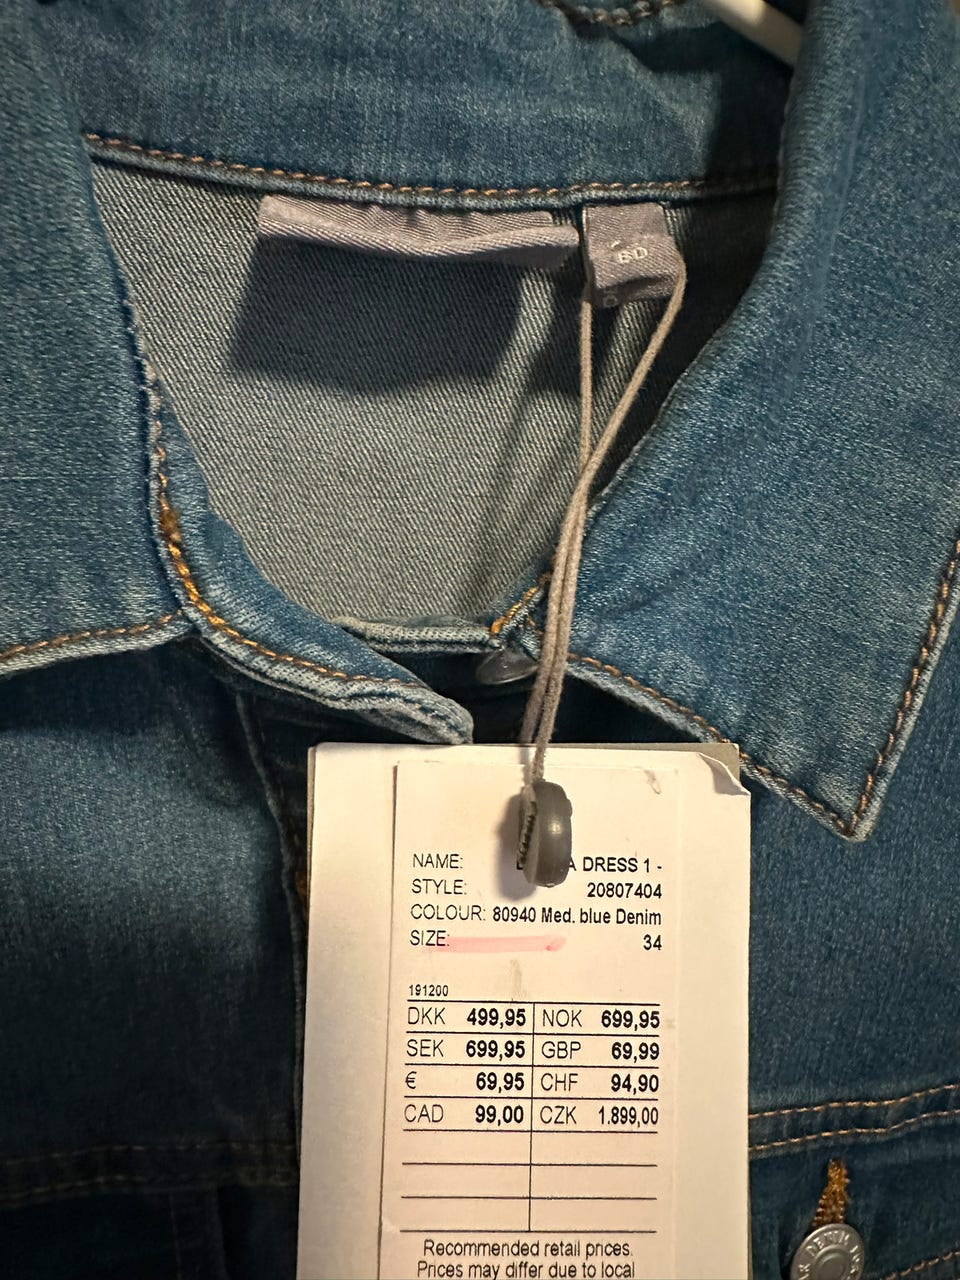 NAME: A DRESS 1 -
STYLE: 20807404
COLOUR: 80940 Med. blue Denim
SIZE: 34
191200
DKK 499,95 NOK 699,95
SEK 699,95 GBP 69,99
€ 69,95 CHF 94,90
CAD 99,00 CZK 1.899,00
Recommended retail prices.
Prices may differ due to local
DENIM